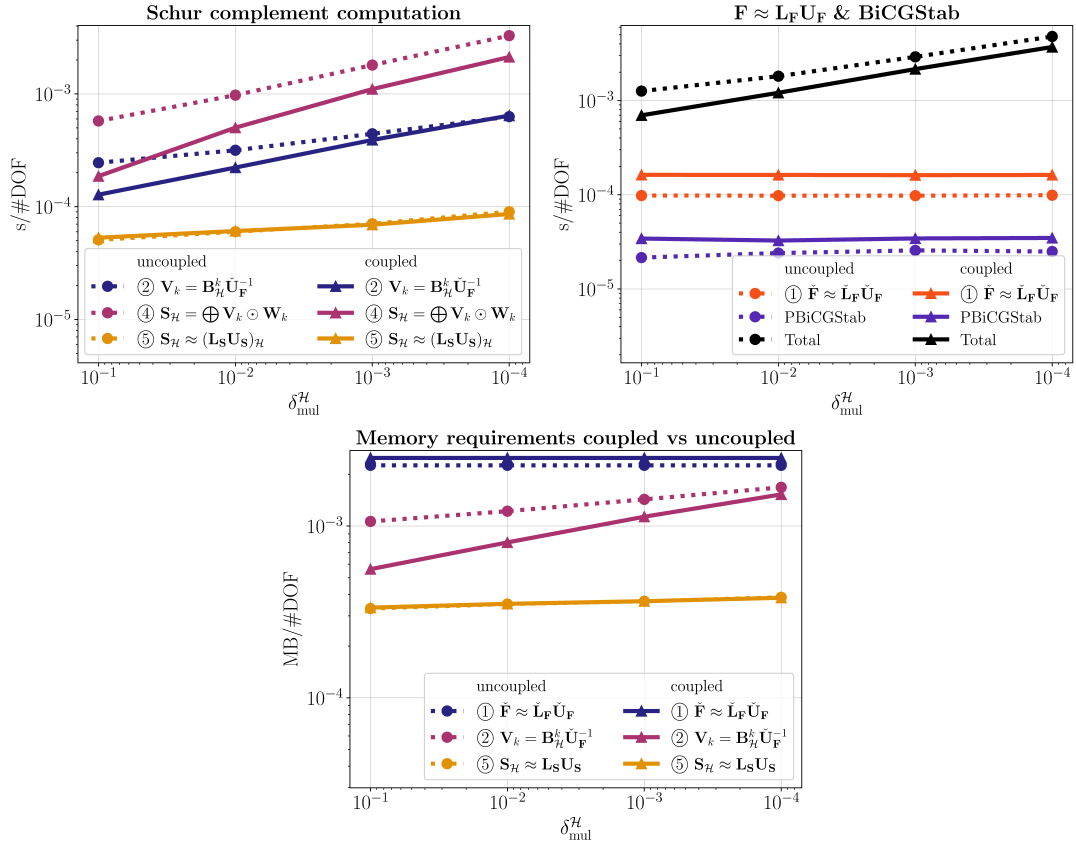 Schur complement computation
s/#DOF
10⁻³
10⁻⁴
10⁻⁵
uncoupled coupled
② V_k = B^k_ℋ Ǔ_F⁻¹ ② V_k = B^k_ℋ Ǔ_F⁻¹
④ S_ℋ = ⨁ V_k ⊙ W_k ④ S_ℋ = ⨁ V_k ⊙ W_k
⑤ S_ℋ ≈ (L_S U_S)_ℋ ⑤ S_ℋ ≈ (L_S U_S)_ℋ
10⁻¹ 10⁻² 10⁻³ 10⁻⁴
δ^ℋ_mul
F ≈ L_F U_F & BiCGStab
s/#DOF
10⁻³
10⁻⁴
10⁻⁵
uncoupled coupled
① F̌ ≈ Ľ_F Ǔ_F ① F̌ ≈ Ľ_F Ǔ_F
PBiCGStab PBiCGStab
Total Total
10⁻¹ 10⁻² 10⁻³ 10⁻⁴
δ^ℋ_mul
Memory requirements coupled vs uncoupled
MB/#DOF
10⁻³
10⁻⁴
uncoupled coupled
① F̌ ≈ Ľ_F Ǔ_F ① F̌ ≈ Ľ_F Ǔ_F
② V_k = B^k_ℋ Ǔ_F⁻¹ ② V_k = B^k_ℋ Ǔ_F⁻¹
⑤ S_ℋ ≈ L_S U_S ⑤ S_ℋ ≈ L_S U_S
10⁻¹ 10⁻² 10⁻³ 10⁻⁴
δ^ℋ_mul